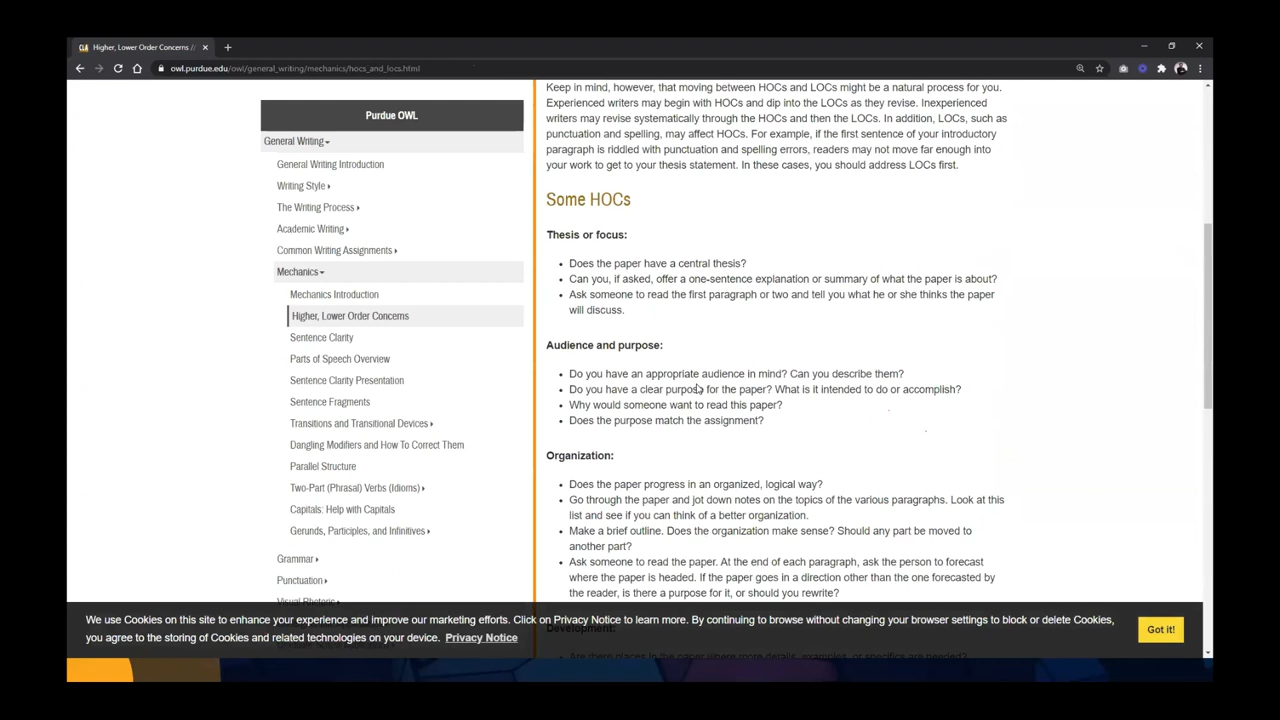 CLA Higher, Lower Order Concerns //
owl.purdue.edu/owl/general_writing/mechanics/hocs_and_locs.html
Purdue OWL
General Writing
General Writing Introduction
Writing Style
The Writing Process
Academic Writing
Common Writing Assignments
Mechanics
Mechanics Introduction
Higher, Lower Order Concerns
Sentence Clarity
Parts of Speech Overview
Sentence Clarity Presentation
Sentence Fragments
Transitions and Transitional Devices
Dangling Modifiers and How To Correct Them
Parallel Structure
Two-Part (Phrasal) Verbs (Idioms)
Capitals: Help with Capitals
Gerunds, Participles, and Infinitives
Grammar
Punctuation
Visual Rhetoric
Keep in mind, however, that moving between HOCs and LOCs might be a natural process for you.
Experienced writers may begin with HOCs and dip into the LOCs as they revise. Inexperienced
writers may revise systematically through the HOCs and then the LOCs. In addition, LOCs, such as
punctuation and spelling, may affect HOCs. For example, if the first sentence of your introductory
paragraph is riddled with punctuation and spelling errors, readers may not move far enough into
your work to get to your thesis statement. In these cases, you should address LOCs first.
Some HOCs
Thesis or focus:
• Does the paper have a central thesis?
• Can you, if asked, offer a one-sentence explanation or summary of what the paper is about?
• Ask someone to read the first paragraph or two and tell you what he or she thinks the paper
will discuss.
Audience and purpose:
• Do you have an appropriate audience in mind? Can you describe them?
• Do you have a clear purpose for the paper? What is it intended to do or accomplish?
• Why would someone want to read this paper?
• Does the purpose match the assignment?
Organization:
• Does the paper progress in an organized, logical way?
• Go through the paper and jot down notes on the topics of the various paragraphs. Look at this
list and see if you can think of a better organization.
• Make a brief outline. Does the organization make sense? Should any part be moved to
another part?
• Ask someone to read the paper. At the end of each paragraph, ask the person to forecast
where the paper is headed. If the paper goes in a direction other than the one forecasted by
the reader, is there a purpose for it, or should you rewrite?
Development:
• Are there places in the paper where more details, examples, or specifics are needed?
We use Cookies on this site to enhance your experience and improve our marketing efforts. Click on Privacy Notice to learn more. By continuing to browse without changing your browser settings to block or delete Cookies,
you agree to the storing of Cookies and related technologies on your device. Privacy Notice
Got it!